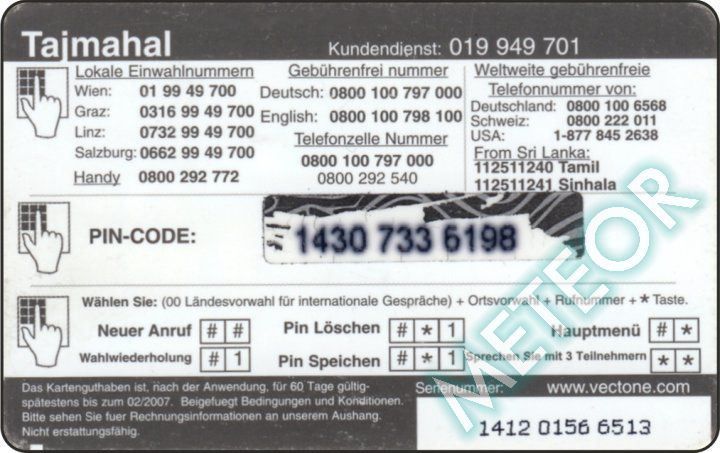 Tajmahal
Kundendienst: 019 949 701
Lokale Einwahlnummern
Wien: 01 99 49 700
Graz: 0316 99 49 700
Linz: 0732 99 49 700
Salzburg: 0662 99 49 700
Handy 0800 292 772
Gebührenfrei nummer
Deutsch: 0800 100 797 000
English: 0800 100 798 100
Telefonzelle Nummer
0800 100 797 000
0800 292 540
Weltweite gebührenfreie
Telefonnummer von:
Deutschland: 0800 100 6568
Schweiz: 0800 222 011
USA: 1-877 845 2638
From Sri Lanka:
112511240 Tamil
112511241 Sinhala
PIN-CODE: 1430 733 6198
Wählen Sie: (00 Ländesvorwahl für internationale Gespräche) + Ortsvorwahl + Rufnummer + * Taste.
Neuer Anruf # #
Pin Löschen # * 1
Hauptmenü # *
Wahlwiederholung # 1
Pin Speichen # * 1
Sprechen Sie mit 3 Teilnehmern * *
Das Kartenguthaben ist, nach der Anwendung, für 60 Tage gültig-
spätestens bis zum 02/2007. Beigefuegt Bedingungen und Konditionen.
Bitte sehen Sie fuer Rechnungsinformationen an unserem Aushang.
Nicht erstattungsfähig.
Serienummer:
www.vectone.com
1412 0156 6513
METEOR